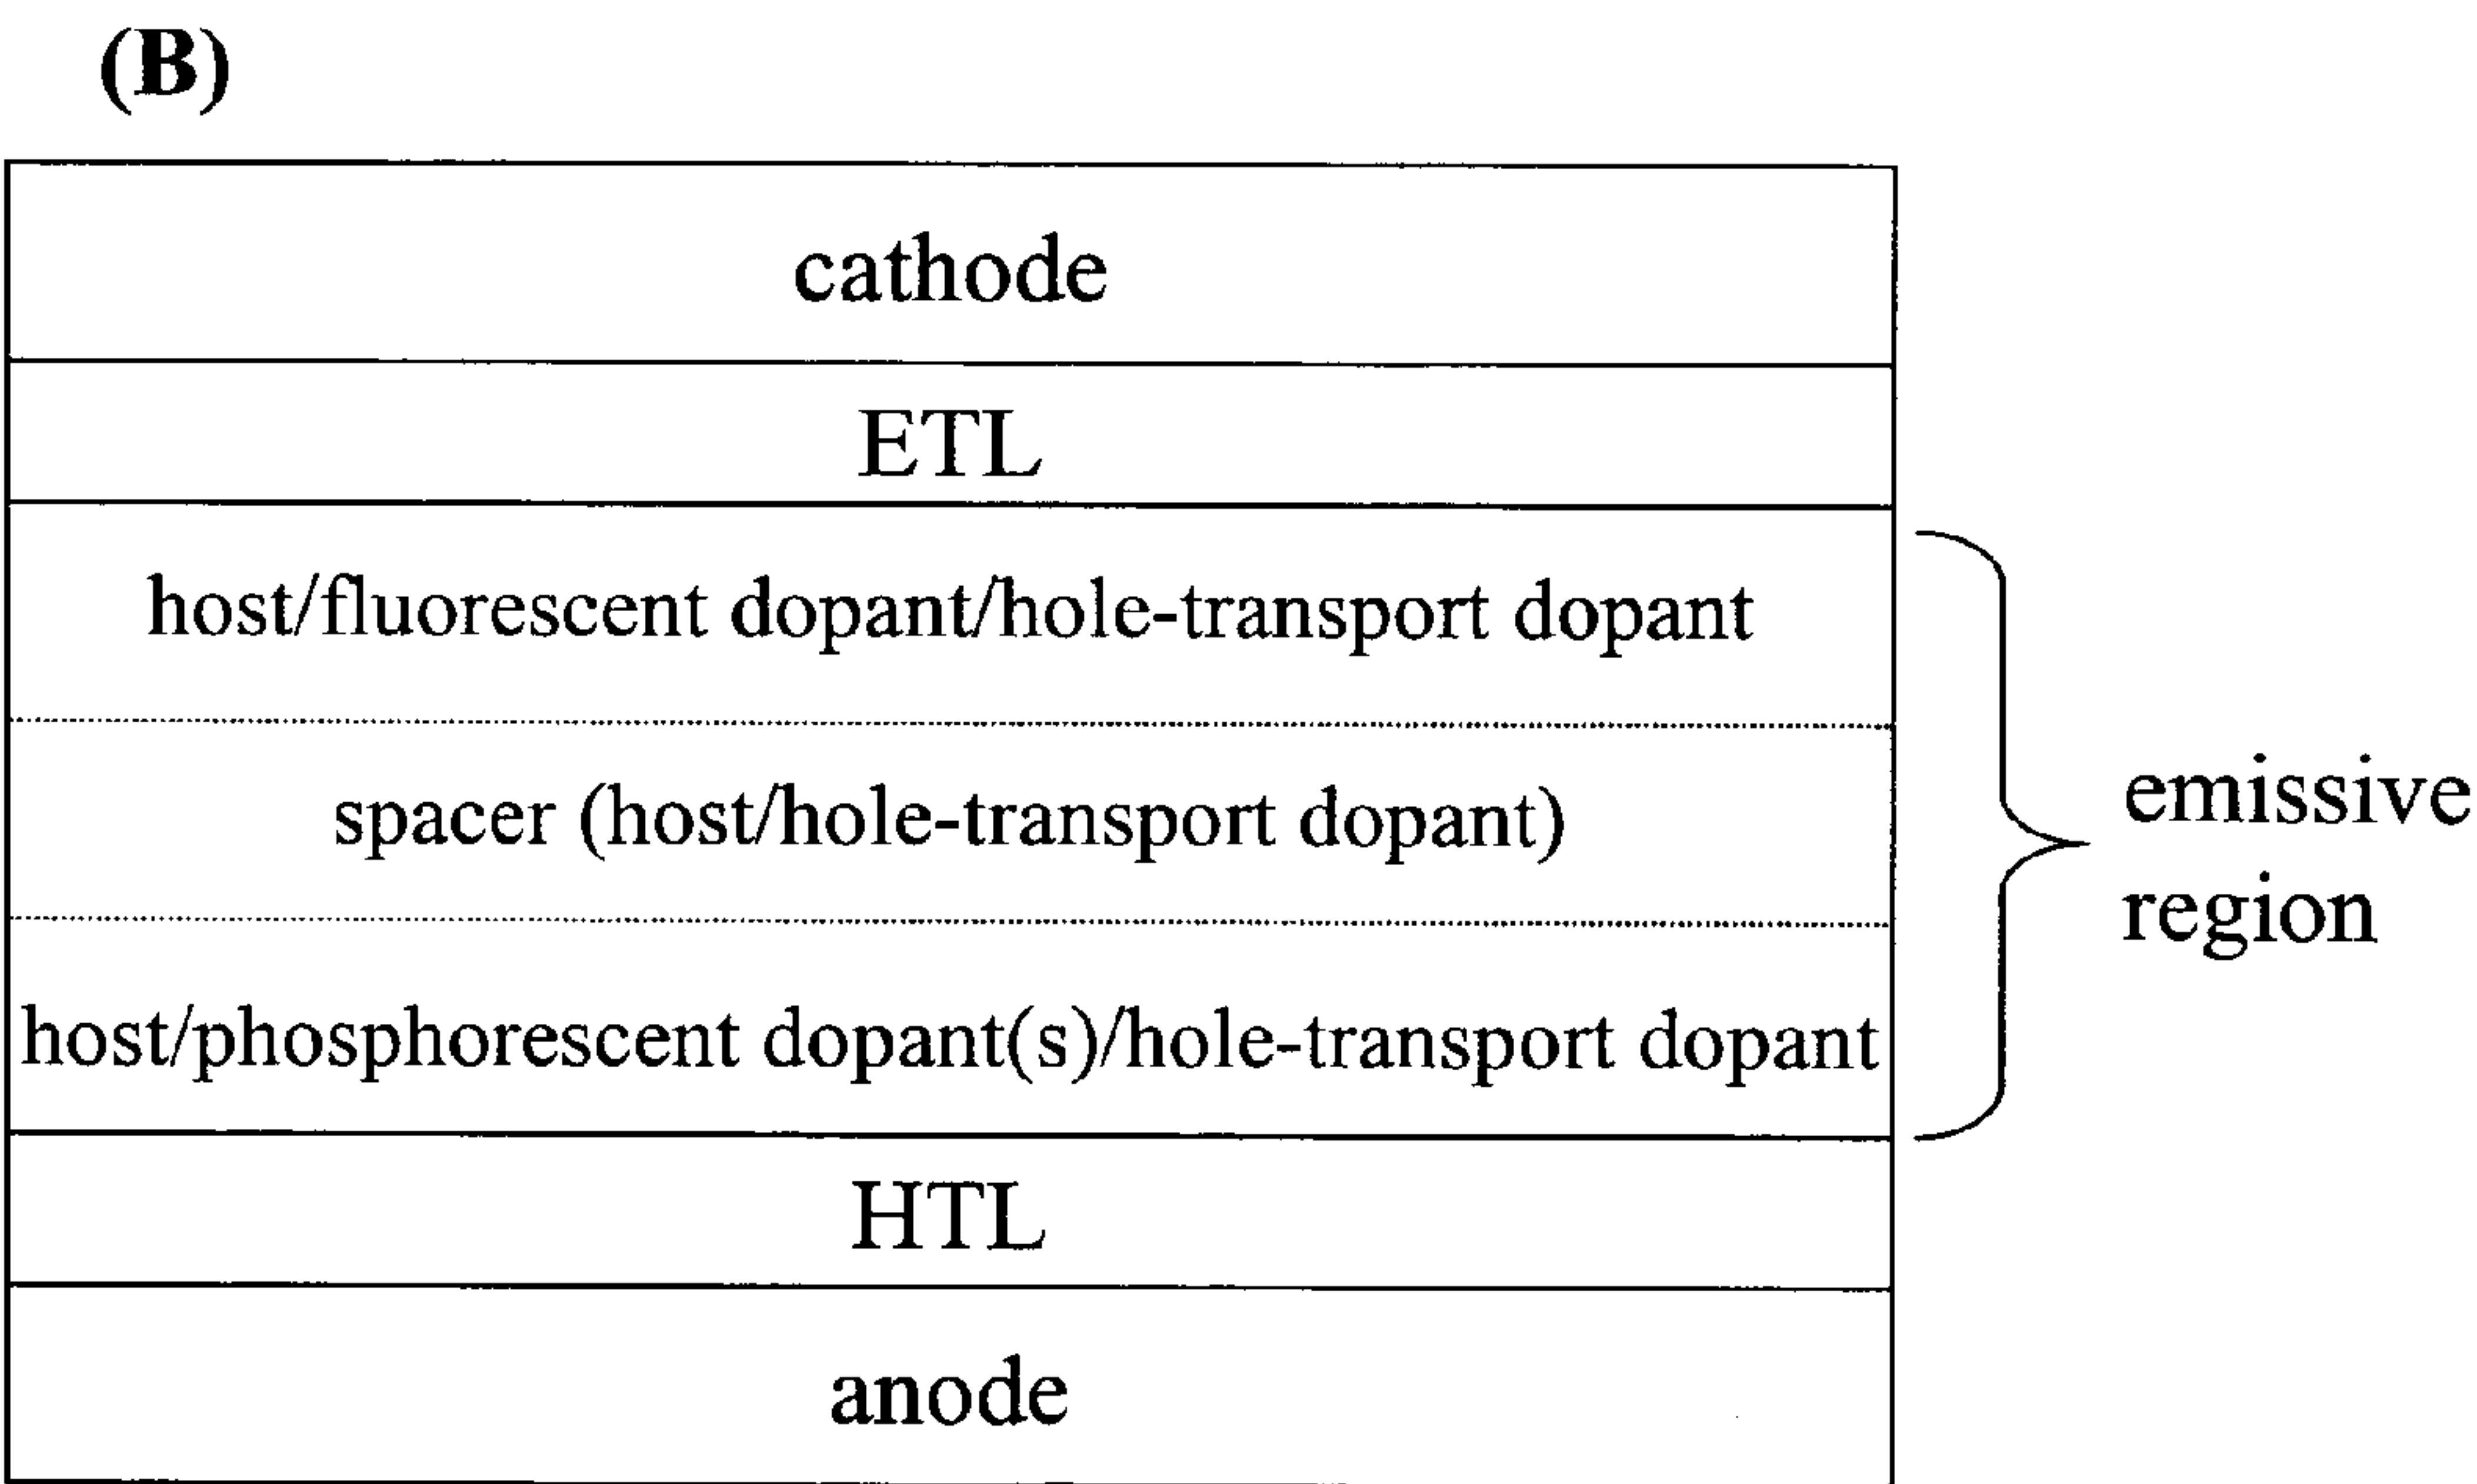 (B)
cathode
ETL
host/fluorescent dopant/hole-transport dopant
spacer (host/hole-transport dopant)
emissive
region
host/phosphorescent dopant(s)/hole-transport dopant
HTL
anode